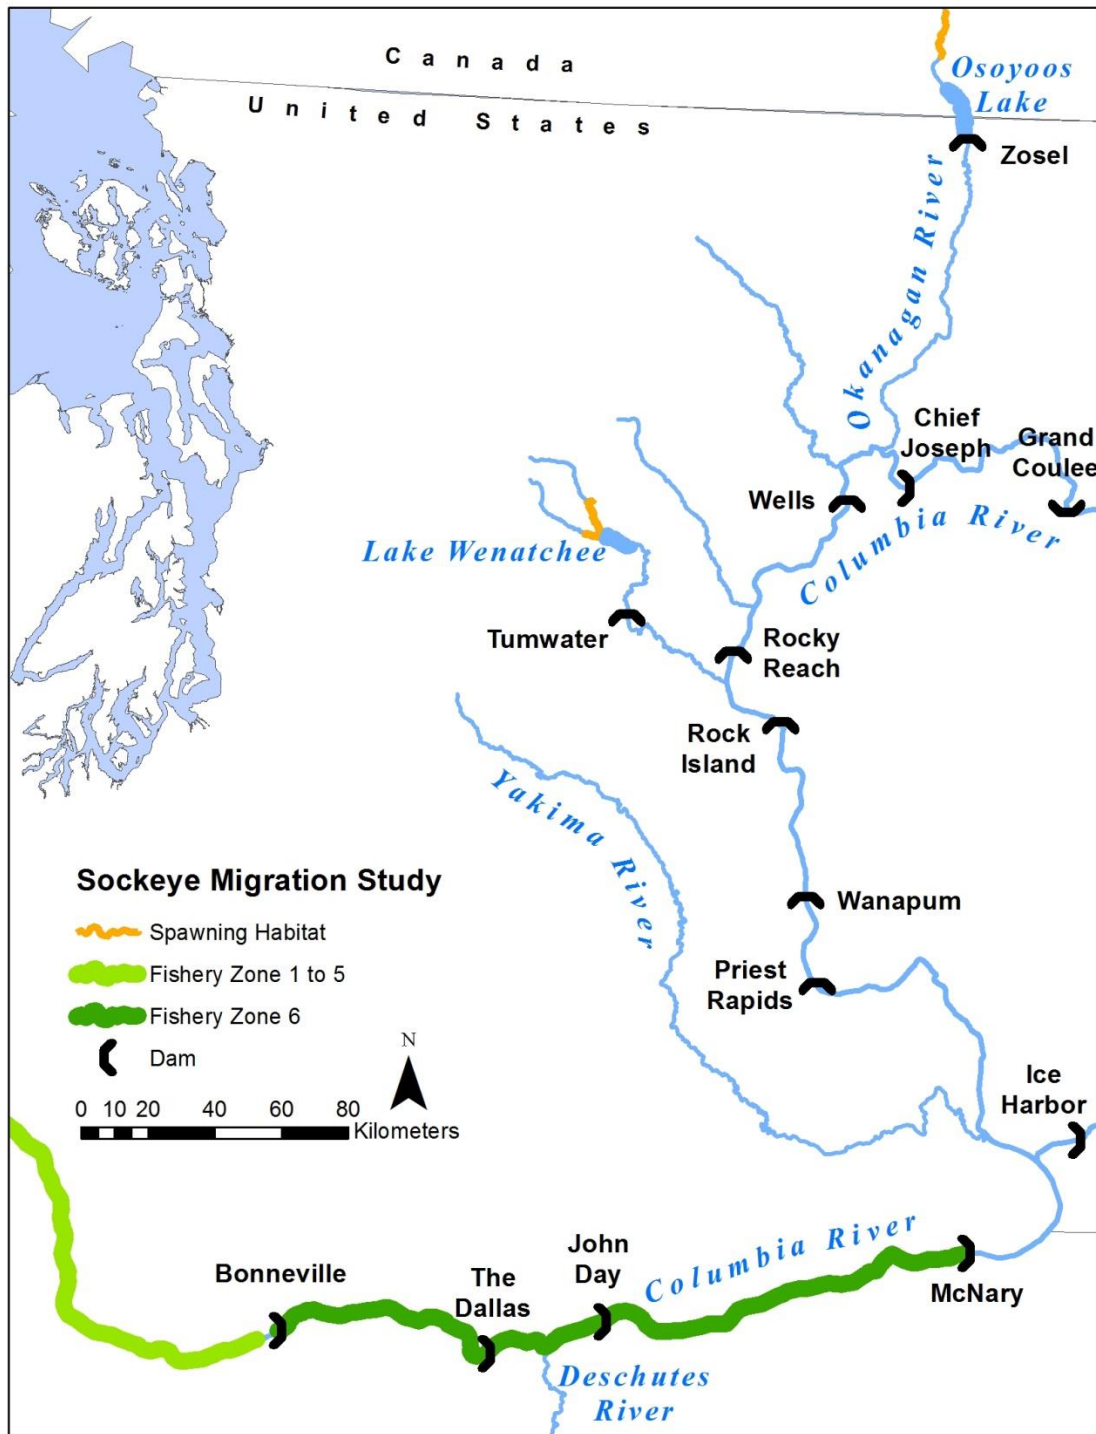 Canada
United States
Osoyoos
Lake
Zosel
Okanagan River
Chief
Joseph
Grand
Coulee
Wells
Columbia River
Lake Wenatchee
Tumwater
Rocky
Reach
Rock
Island
Yakima River
Wanapum
Priest
Rapids
Ice
Harbor
Sockeye Migration Study
Spawning Habitat
Fishery Zone 1 to 5
Fishery Zone 6
Dam
N
0 10 20 40 60 80
Kilometers
Bonneville
The
Dallas
John
Day
Columbia River
McNary
Deschutes
River